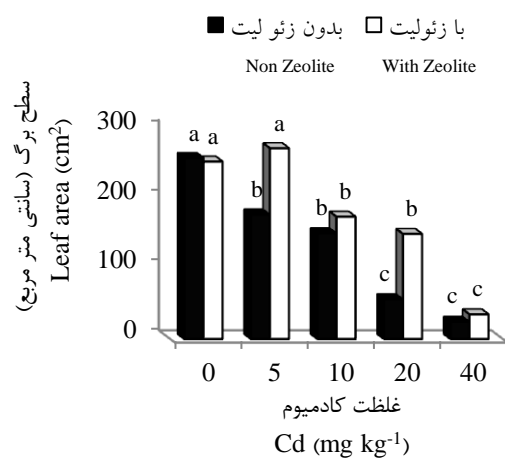 بدون زئو لیت با زئولیت
Non Zeolite With Zeolite
سطح برگ (سانتی متر مربع)
Leaf area (cm²)
300
200
100
0
a a
b a
b b
c b
c c
0 5 10 20 40
غلظت کادمیوم
Cd (mg kg⁻¹)